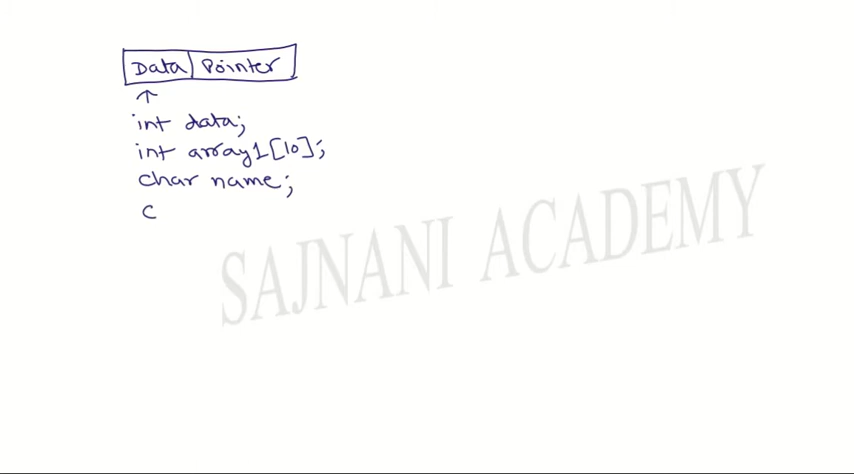 Data Pointer
↑
int data;
int array1[10];
char name;
c
SAJNANI ACADEMY